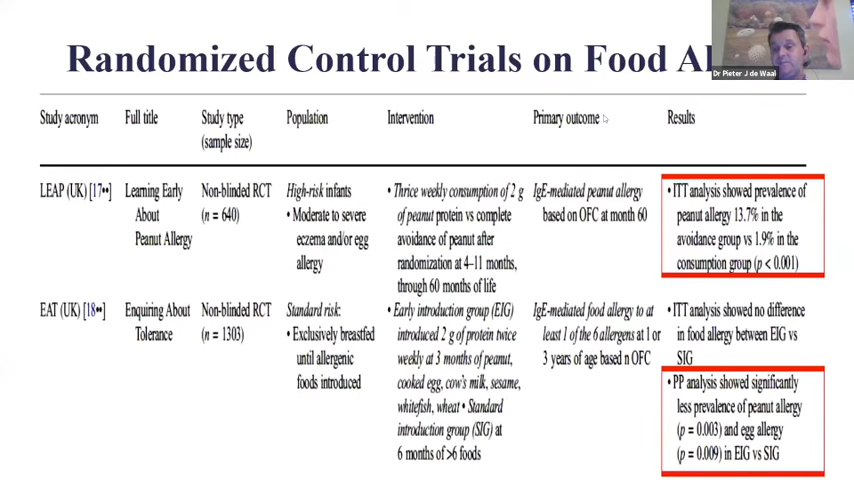 Randomized Control Trials on Food Al
Dr Pieter J de Waal
Study acronym
Full title
Study type
(sample size)
Population
Intervention
Primary outcome
Results
LEAP (UK) [17••]
Learning Early
About
Peanut Allergy
Non-blinded RCT
(n = 640)
High-risk infants
• Moderate to severe
eczema and/or egg
allergy
• Thrice weekly consumption of 2 g
of peanut protein vs complete
avoidance of peanut after
randomization at 4–11 months,
through 60 months of life
IgE-mediated peanut allergy
based on OFC at month 60
• ITT analysis showed prevalence of
peanut allergy 13.7% in the
avoidance group vs 1.9% in the
consumption group (p < 0.001)
EAT (UK) [18••]
Enquiring About
Tolerance
Non-blinded RCT
(n = 1303)
Standard risk:
• Exclusively breastfed
until allergenic
foods introduced
• Early introduction group (EIG)
introduced 2 g of protein twice
weekly at 3 months of peanut,
cooked egg, cow's milk, sesame,
whitefish, wheat • Standard
introduction group (SIG) at
6 months of >6 foods
IgE-mediated food allergy to at
least 1 of the 6 allergens at 1 or
3 years of age based n OFC
• ITT analysis showed no difference
in food allergy between EIG vs
SIG
• PP analysis showed significantly
less prevalence of peanut allergy
(p = 0.003) and egg allergy
(p = 0.009) in EIG vs SIG